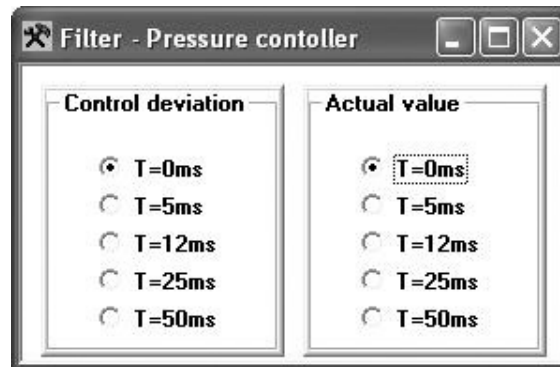 Filter - Pressure contoller
Control deviation
T=0ms
T=5ms
T=12ms
T=25ms
T=50ms
Actual value
T=0ms
T=5ms
T=12ms
T=25ms
T=50ms